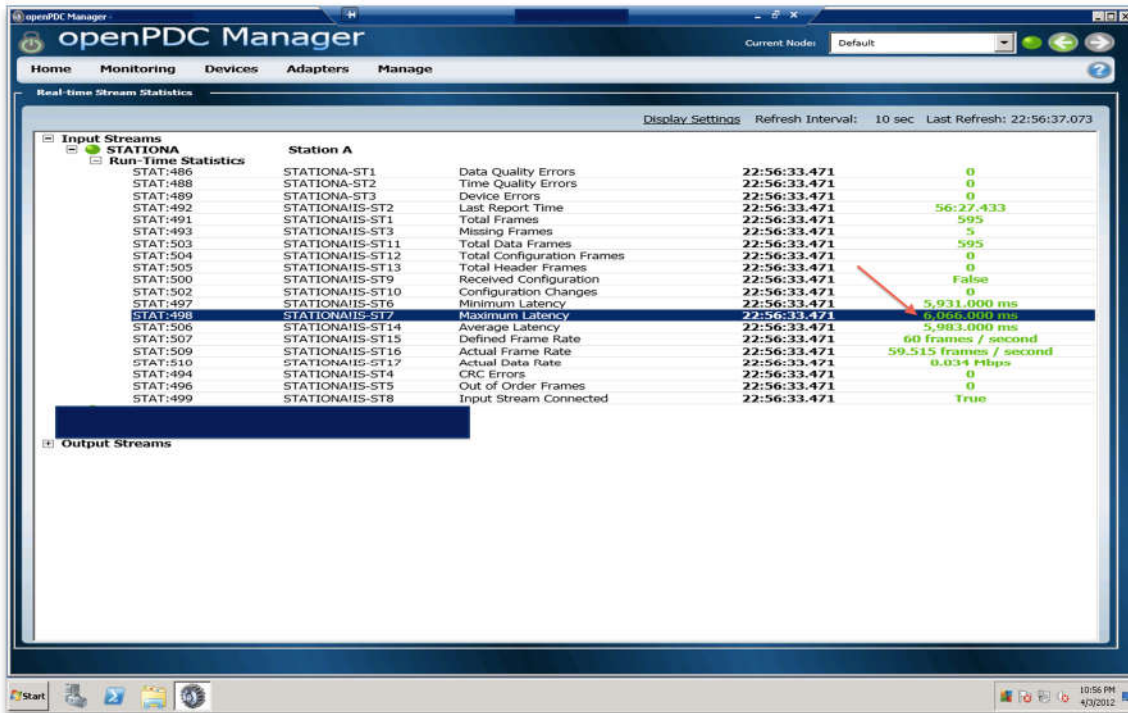 openPDC Manager
openPDC Manager
Current Node: Default
Home Monitoring Devices Adapters Manage
Real-time Stream Statistics
Display Settings Refresh Interval: 10 sec Last Refresh: 22:56:37.073
Input Streams
STATIONA Station A
Run-Time Statistics
STAT:486 STATIONA-ST1 Data Quality Errors 22:56:33.471 0
STAT:488 STATIONA-ST2 Time Quality Errors 22:56:33.471 0
STAT:489 STATIONA-ST3 Device Errors 22:56:33.471 0
STAT:492 STATIONA!IS-ST2 Last Report Time 22:56:33.471 56:27.433
STAT:491 STATIONA!IS-ST1 Total Frames 22:56:33.471 595
STAT:493 STATIONA!IS-ST3 Missing Frames 22:56:33.471 5
STAT:503 STATIONA!IS-ST11 Total Data Frames 22:56:33.471 595
STAT:504 STATIONA!IS-ST12 Total Configuration Frames 22:56:33.471 0
STAT:505 STATIONA!IS-ST13 Total Header Frames 22:56:33.471 0
STAT:500 STATIONA!IS-ST9 Received Configuration 22:56:33.471 False
STAT:502 STATIONA!IS-ST10 Configuration Changes 22:56:33.471 0
STAT:497 STATIONA!IS-ST6 Minimum Latency 22:56:33.471 5,931.000 ms
STAT:498 STATIONA!IS-ST7 Maximum Latency 22:56:33.471 6,066.000 ms
STAT:506 STATIONA!IS-ST14 Average Latency 22:56:33.471 5,983.000 ms
STAT:507 STATIONA!IS-ST15 Defined Frame Rate 22:56:33.471 60 frames / second
STAT:509 STATIONA!IS-ST16 Actual Frame Rate 22:56:33.471 59.515 frames / second
STAT:510 STATIONA!IS-ST17 Actual Data Rate 22:56:33.471 0.034 Mbps
STAT:494 STATIONA!IS-ST4 CRC Errors 22:56:33.471 0
STAT:496 STATIONA!IS-ST5 Out of Order Frames 22:56:33.471 0
STAT:499 STATIONA!IS-ST8 Input Stream Connected 22:56:33.471 True
Output Streams
Start
10:56 PM
4/3/2012